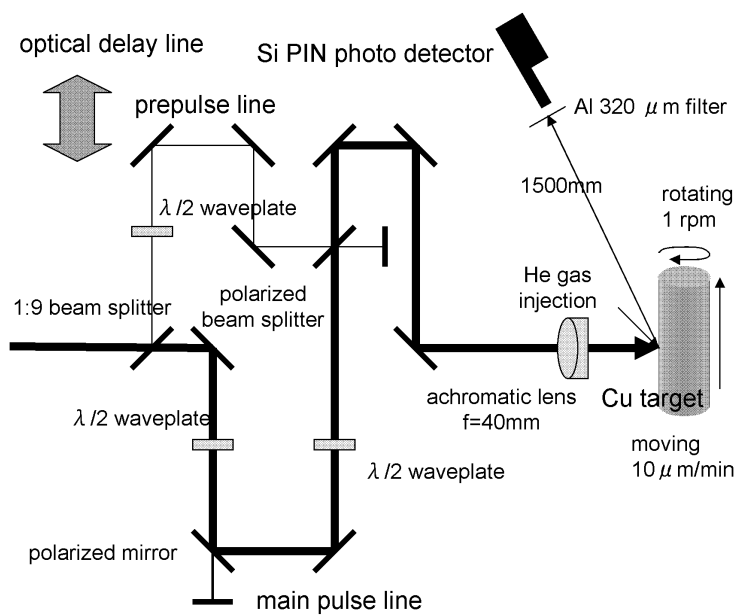 optical delay line
Si PIN photo detector
prepulse line
Al 320 μm filter
1500mm
λ/2 waveplate
rotating
1 rpm
He gas
injection
1:9 beam splitter
polarized
beam splitter
achromatic lens
f=40mm
Cu target
λ/2 waveplate
moving
10μm/min
λ/2 waveplate
polarized mirror
main pulse line